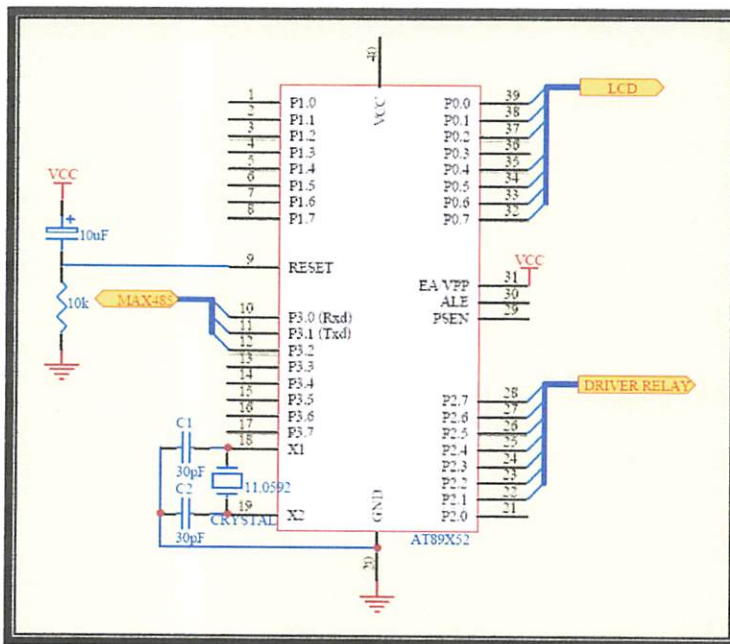 40
VCC
1 P1.0
2 P1.1
3 P1.2
4 P1.3
5 P1.4
6 P1.5
7 P1.6
8 P1.7
9 RESET
10 P3.0 (Rxd)
11 P3.1 (Txd)
12 P3.2
13 P3.3
14 P3.4
15 P3.5
16 P3.6
17 P3.7
18 X1
19 X2
P0.0 39
P0.1 38
P0.2 37
P0.3 36
P0.4 35
P0.5 34
P0.6 33
P0.7 32
EA VPP 31
ALE 30
PSEN 29
P2.7 28
P2.6 27
P2.5 26
P2.4 25
P2.3 24
P2.2 23
P2.1 22
P2.0 21
GND
20
AT89X52
LCD
VCC
DRIVER RELAY
VCC
+
10uF
10k
MAX485
C1
30pF
C2
30pF
11.0592
CRYSTAL